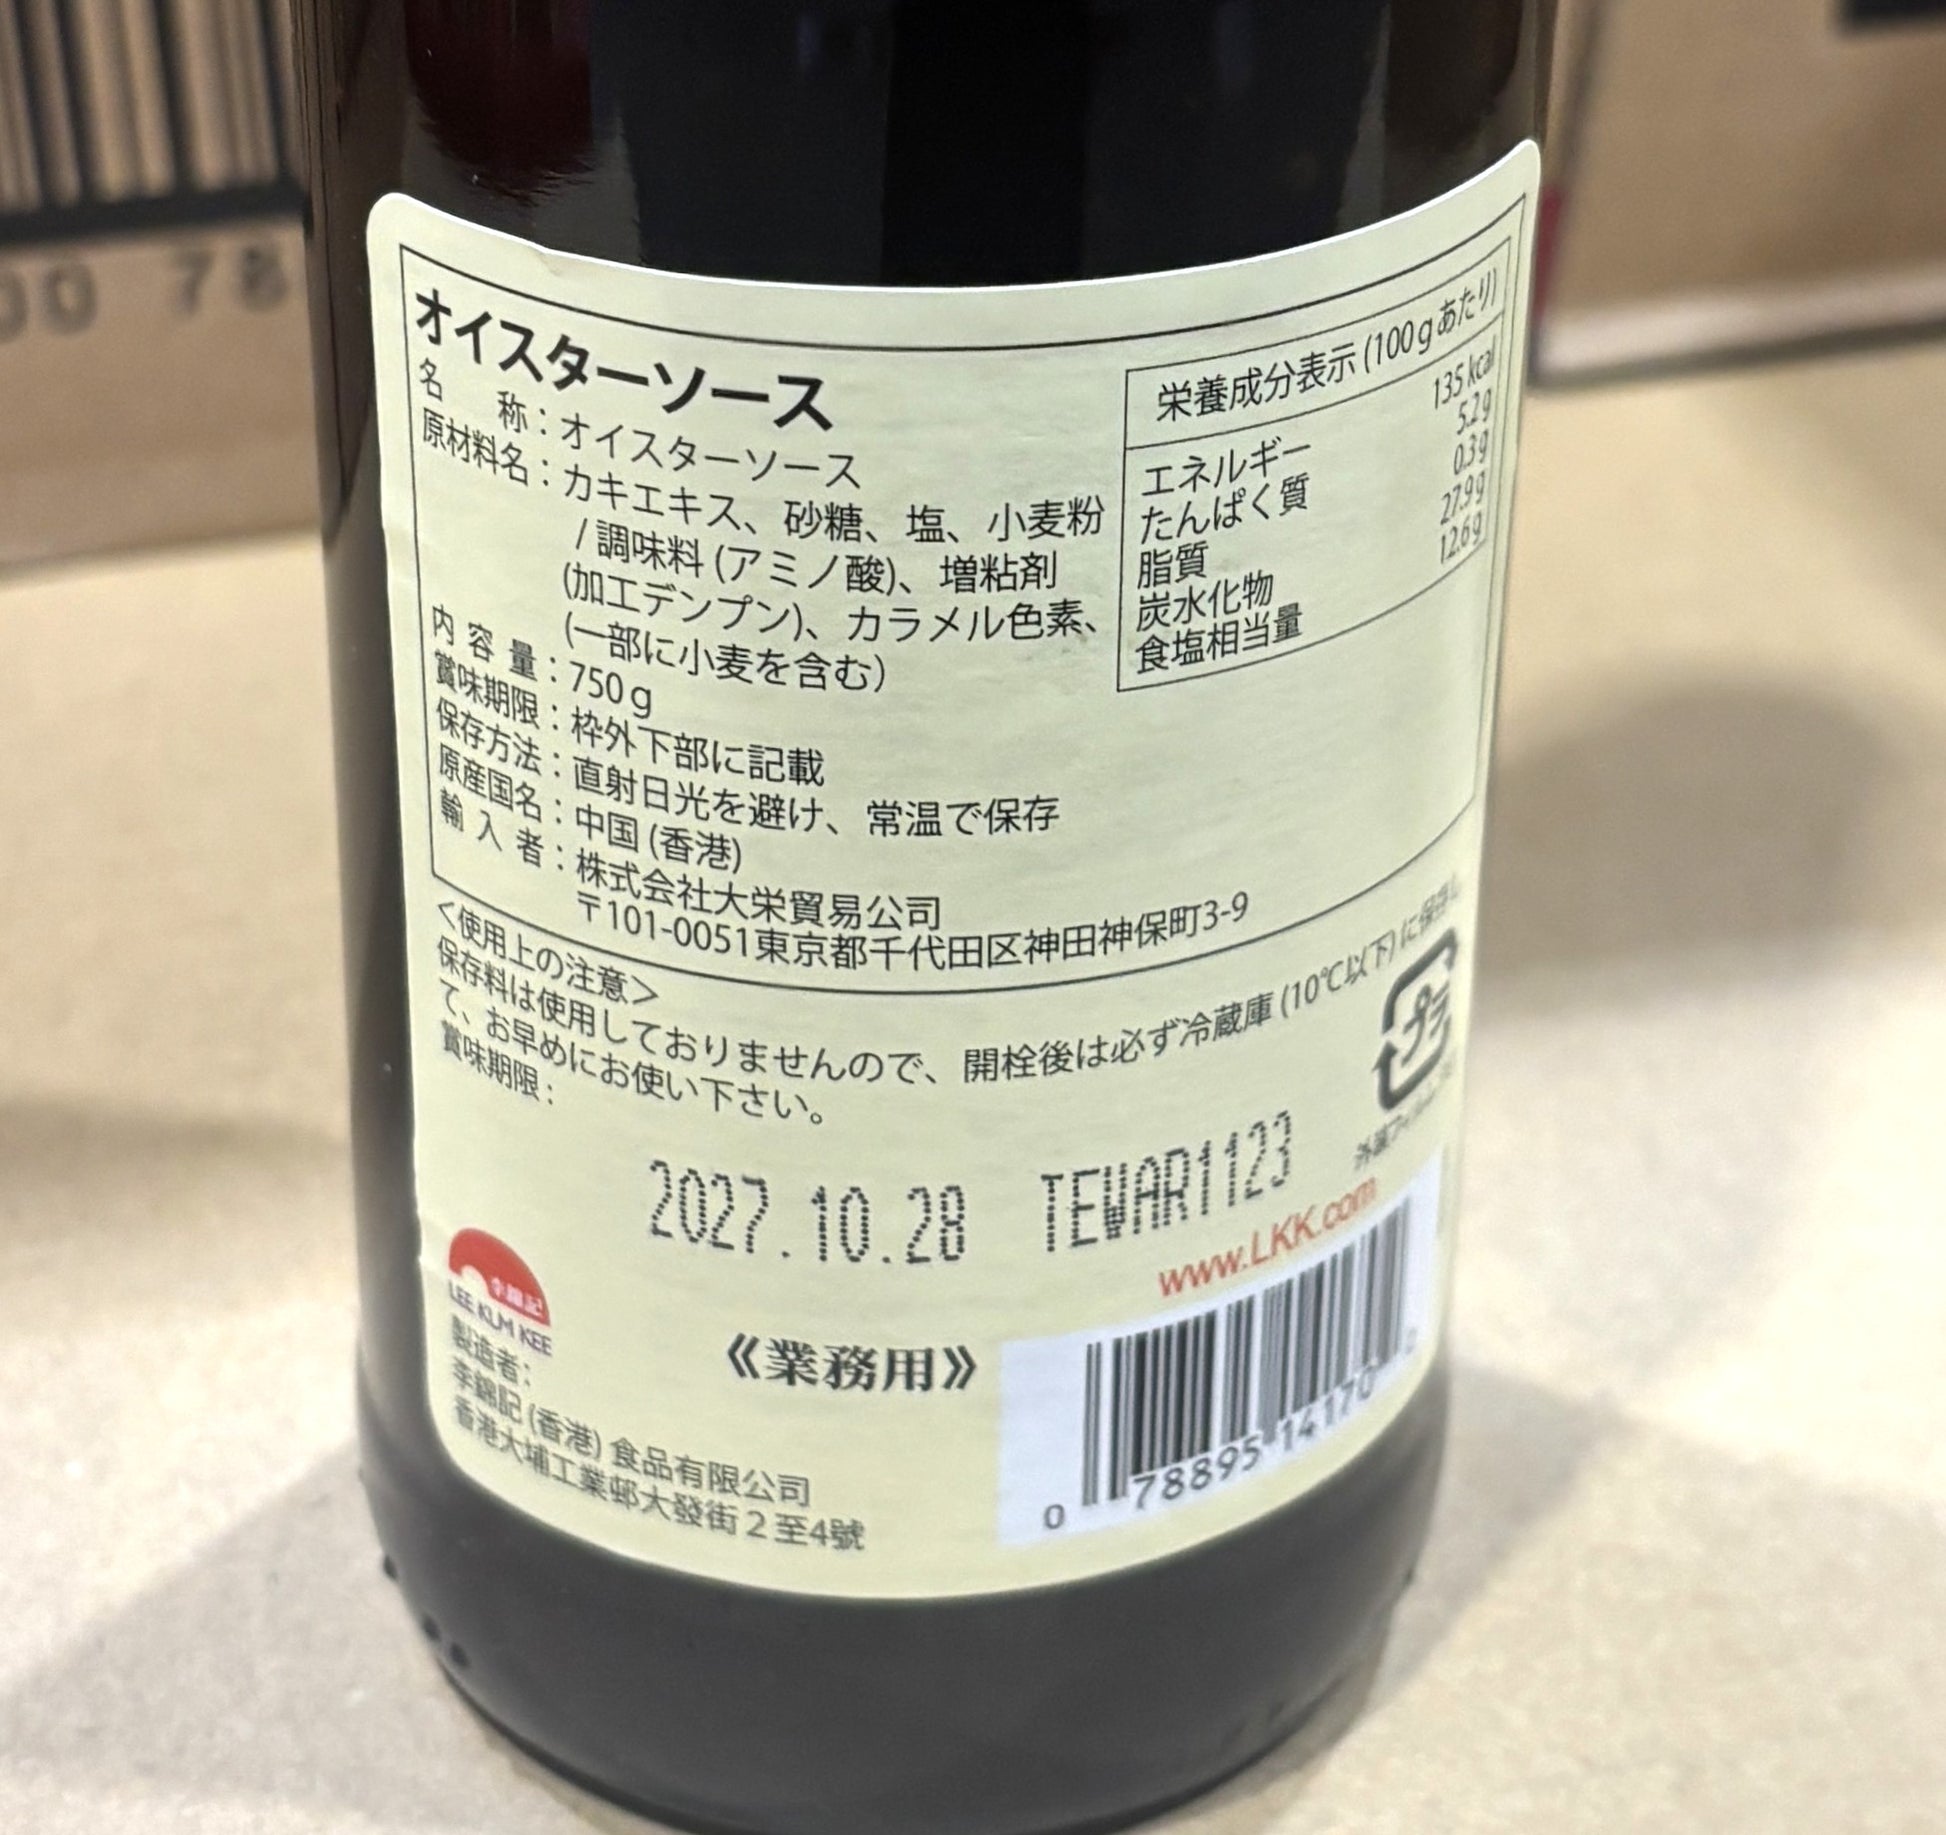 00 78
オイスターソース
名 称：オイスターソース
原材料名：カキエキス、砂糖、塩、小麦粉
/調味料(アミノ酸)、増粘剤
(加工デンプン)、カラメル色素、
(一部に小麦を含む)
内容量：750g
賞味期限：枠外下部に記載
保存方法：直射日光を避け、常温で保存
原産国名：中国(香港)
輸入者：株式会社大栄貿易公司
〒101-0051東京都千代田区神田神保町3-9
栄養成分表示(100gあたり)
エネルギー 135kcal
たんぱく質 5.2g
脂質 0.3g
炭水化物 27.9g
食塩相当量 12.6g
<使用上の注意>
保存料は使用しておりませんので、開栓後は必ず冷蔵庫(10℃以下)に保存し
て、お早めにお使い下さい。
賞味期限：
プラ
2027.10.28 TEWAR1123
www.LKK.com
李錦記
LEE KUM KEE
《業務用》
製造者：
李錦記(香港)食品有限公司
香港大埔工業邨大發街2至4號
0 78895 14170 2